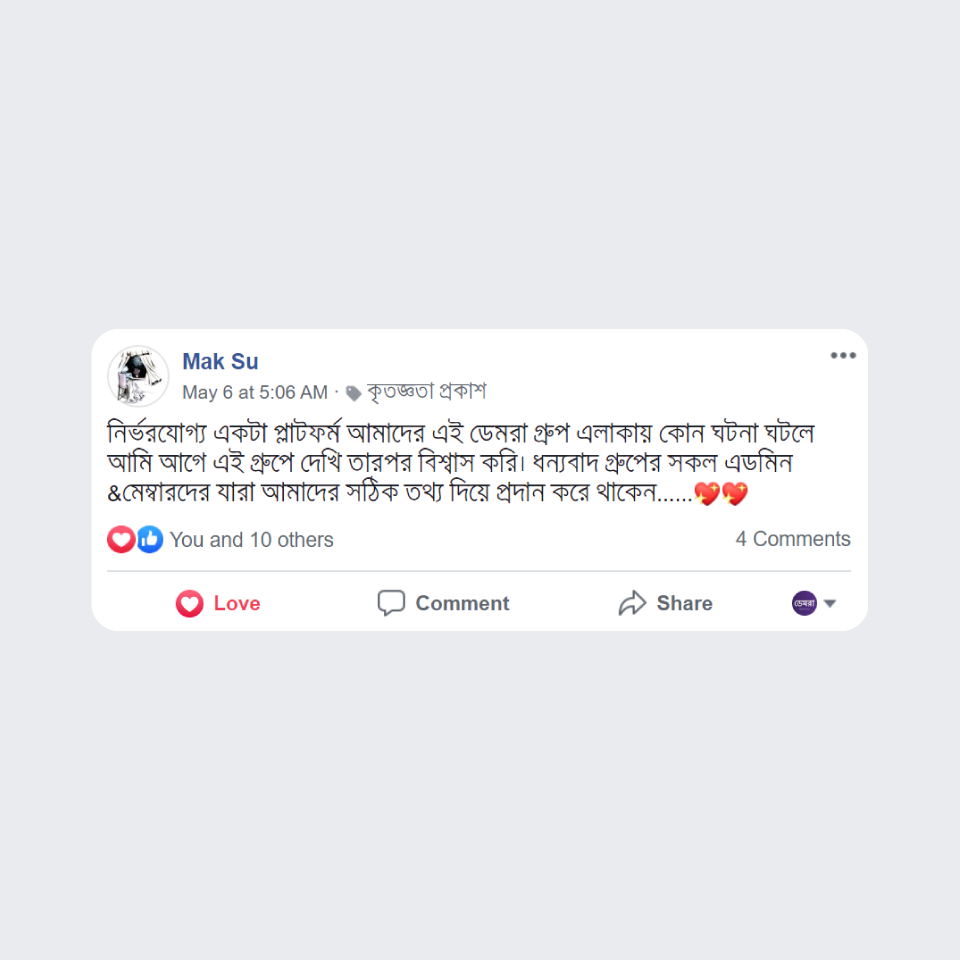 Mak Su
May 6 at 5:06 AM · কৃতজ্ঞতা প্রকাশ
নির্ভরযোগ্য একটা প্লাটফর্ম আমাদের এই ডেমরা গ্রুপ এলাকায় কোন ঘটনা ঘটলে
আমি আগে এই গ্রুপে দেখি তারপর বিশ্বাস করি। ধন্যবাদ গ্রুপের সকল এডমিন
&মেম্বারদের যারা আমাদের সঠিক তথ্য দিয়ে প্রদান করে থাকেন......💖💖
You and 10 others 4 Comments
Love Comment Share ডেমরা